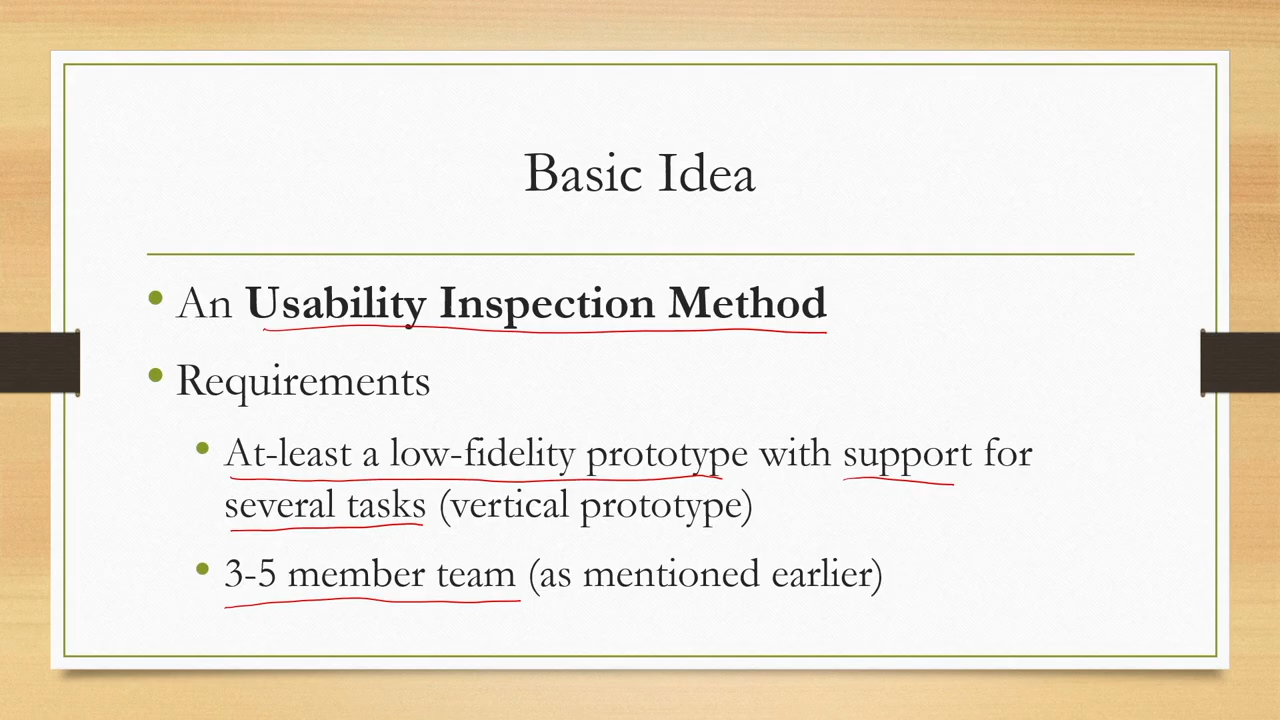 Basic Idea
• An Usability Inspection Method
• Requirements
• At-least a low-fidelity prototype with support for
several tasks (vertical prototype)
• 3-5 member team (as mentioned earlier)